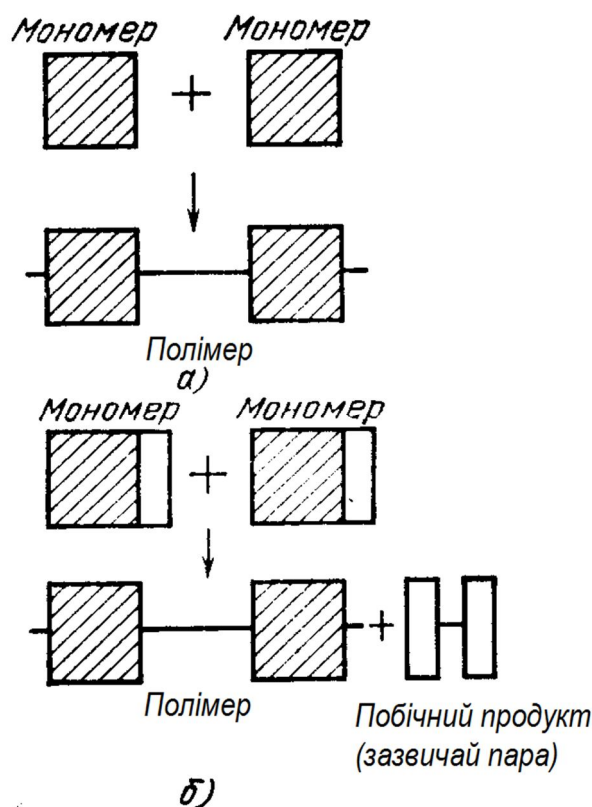 Мономер Мономер
+
Полімер
а)
Мономер Мономер
+
+
Полімер
Побічний продукт
(зазвичай пара)
б)